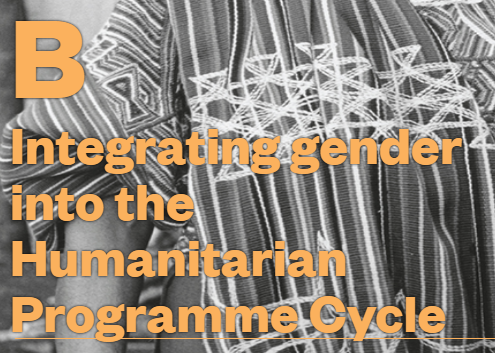 B
Integrating gender
into the
Humanitarian
Programme Cycle